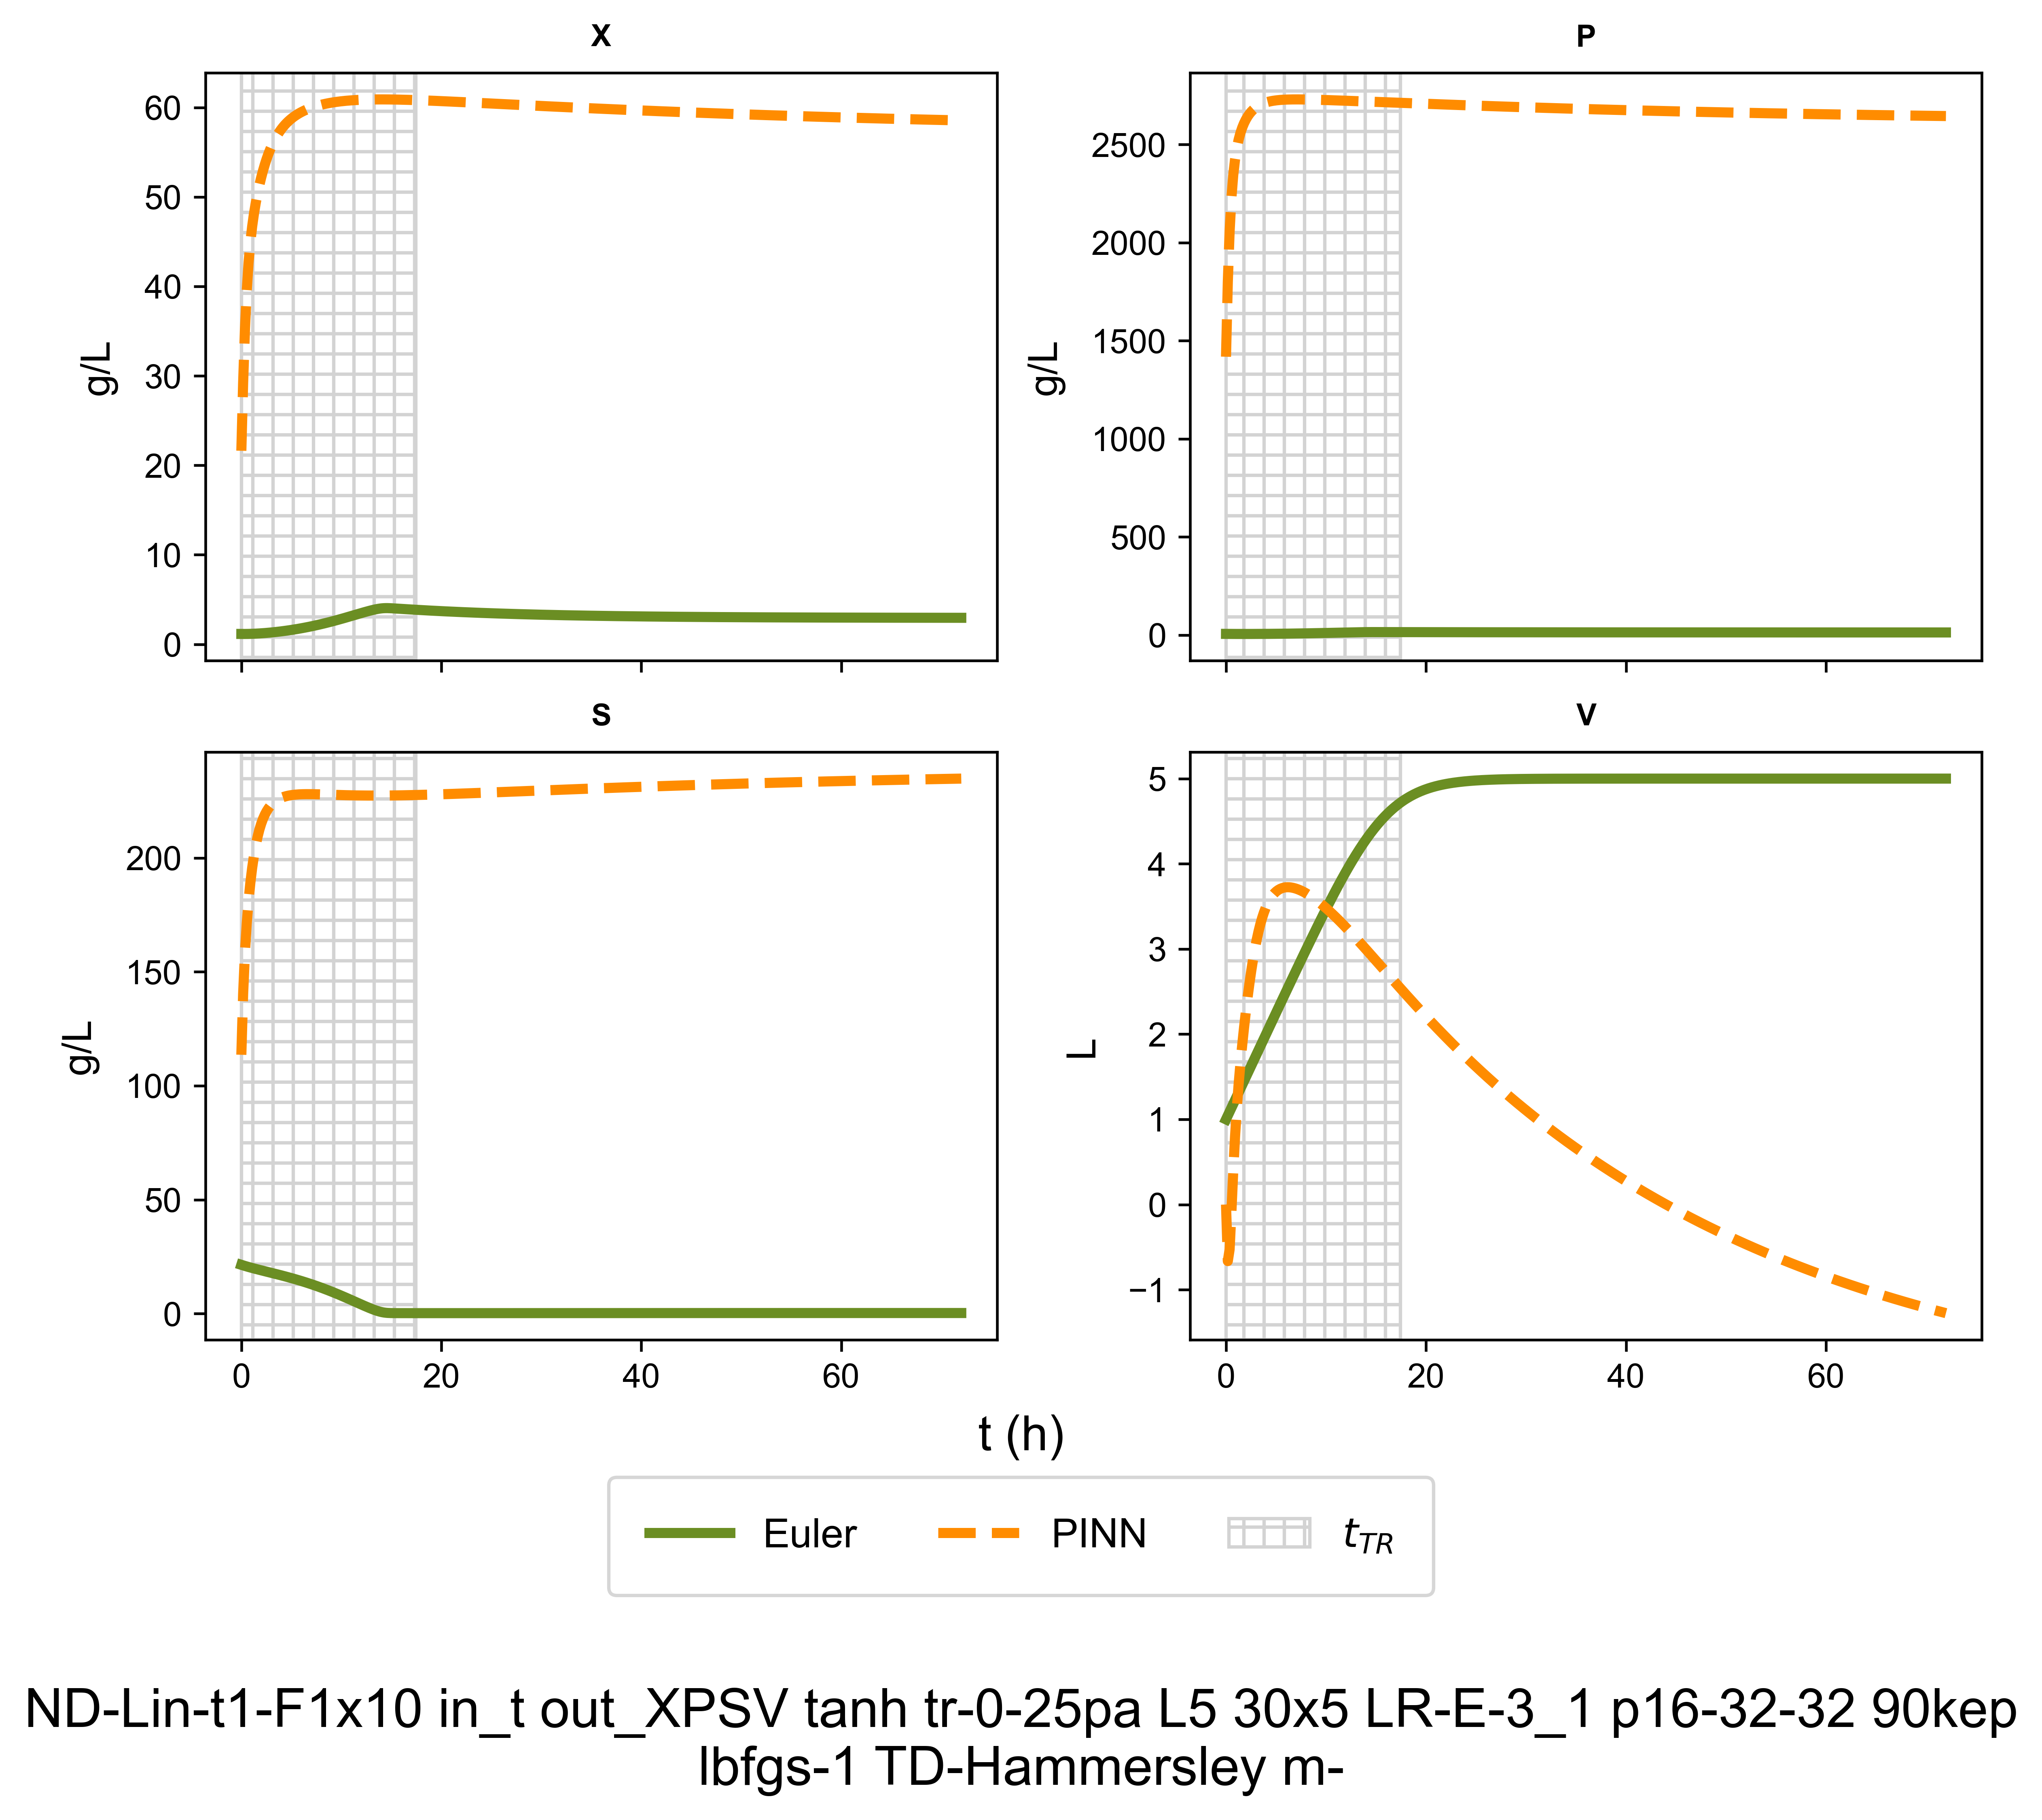 X
60
50
40
30
20
10
0
g/L
P
2500
2000
1500
1000
500
0
g/L
S
200
150
100
50
0
g/L
0 20 40 60
V
5
4
3
2
1
0
−1
L
0 20 40 60
t (h)
Euler PINN t_TR
ND-Lin-t1-F1x10 in_t out_XPSV tanh tr-0-25pa L5 30x5 LR-E-3_1 p16-32-32 90kep
lbfgs-1 TD-Hammersley m-